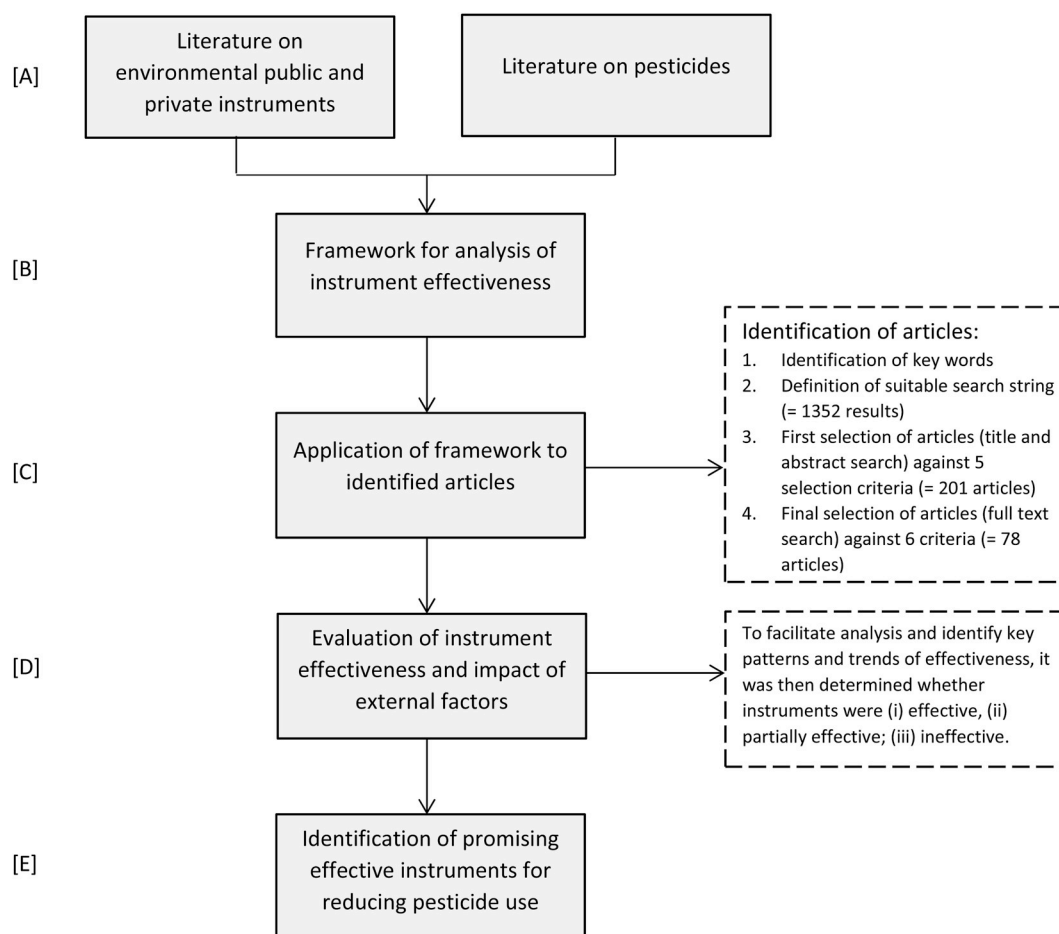 [A]
Literature on
environmental public and
private instruments
Literature on pesticides
[B]
Framework for analysis of
instrument effectiveness
[C]
Application of framework to
identified articles
Identification of articles:
1. Identification of key words
2. Definition of suitable search string
(= 1352 results)
3. First selection of articles (title and
abstract search) against 5
selection criteria (= 201 articles)
4. Final selection of articles (full text
search) against 6 criteria (= 78
articles)
[D]
Evaluation of instrument
effectiveness and impact of
external factors
To facilitate analysis and identify key
patterns and trends of effectiveness, it
was then determined whether
instruments were (i) effective, (ii)
partially effective; (iii) ineffective.
[E]
Identification of promising
effective instruments for
reducing pesticide use